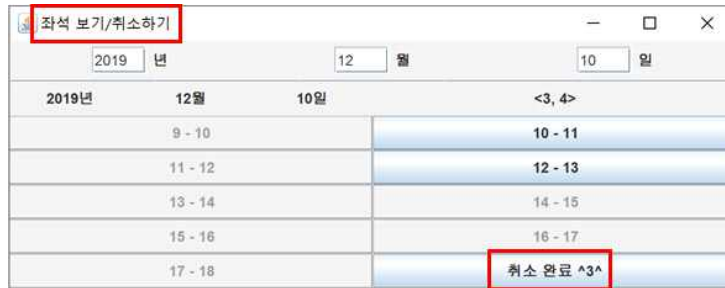 좌석 보기/취소하기
2019 년 12 월 10 일
2019년 12월 10일 <3, 4>
9 - 10 10 - 11
11 - 12 12 - 13
13 - 14 14 - 15
15 - 16 16 - 17
17 - 18 취소 완료 ^3^